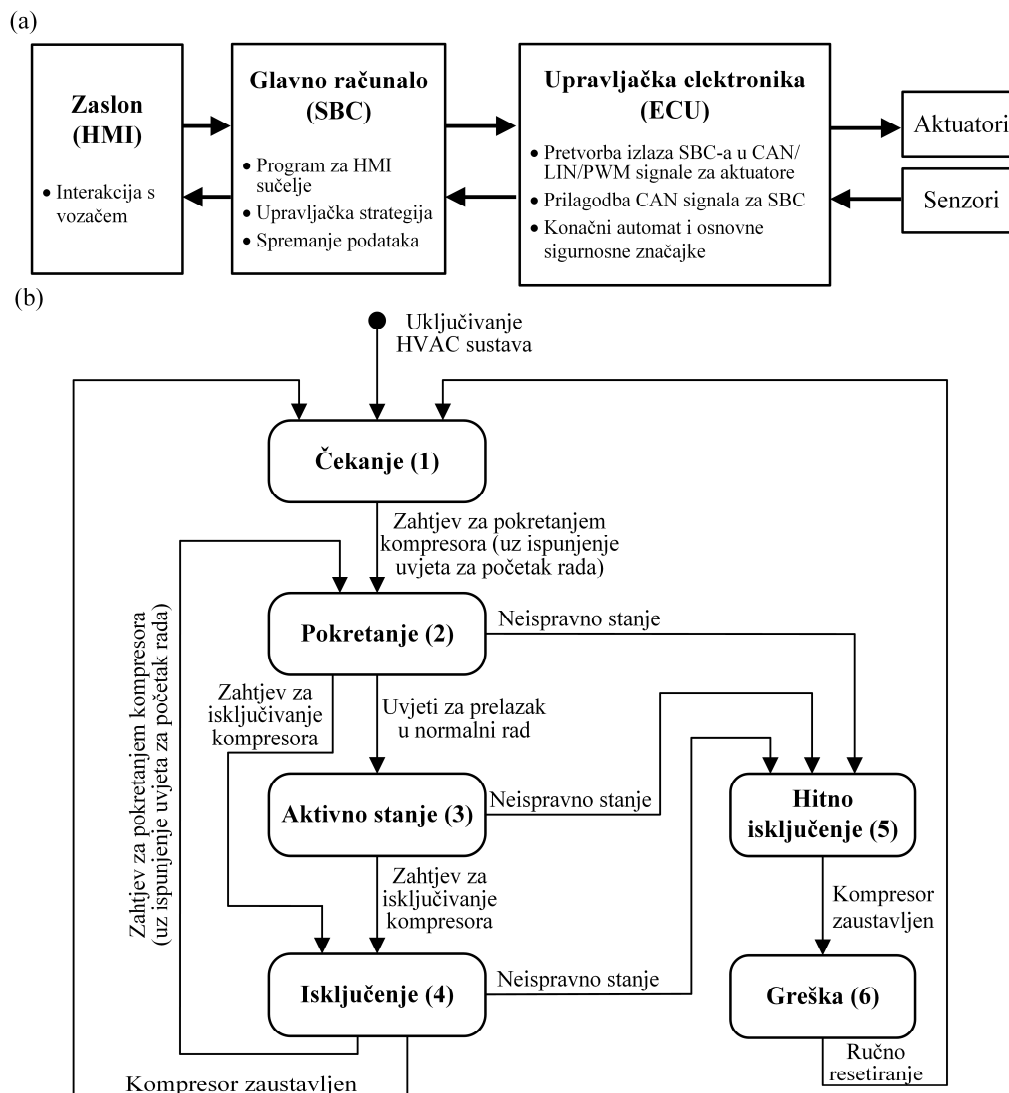 (a)
Zaslon
(HMI)
• Interakcija s
vozačem
Glavno računalo
(SBC)
• Program za HMI
sučelje
• Upravljačka strategija
• Spremanje podataka
Upravljačka elektronika
(ECU)
• Pretvorba izlaza SBC-a u CAN/
LIN/PWM signale za aktuatore
• Prilagodba CAN signala za SBC
• Konačni automat i osnovne
sigurnosne značajke
Aktuatori
Senzori
(b)
Uključivanje
HVAC sustava
Čekanje (1)
Zahtjev za pokretanjem
kompresora (uz ispunjenje
uvjeta za početak rada)
Zahtjev za pokretanjem kompresora
(uz ispunjenje uvjeta za početak rada)
Pokretanje (2)
Neispravno stanje
Zahtjev za
isključivanje
kompresora
Uvjeti za prelazak
u normalni rad
Aktivno stanje (3)
Neispravno stanje
Hitno
isključenje (5)
Zahtjev za
isključivanje
kompresora
Kompresor
zaustavljen
Isključenje (4)
Neispravno stanje
Greška (6)
Ručno
resetiranje
Kompresor zaustavljen